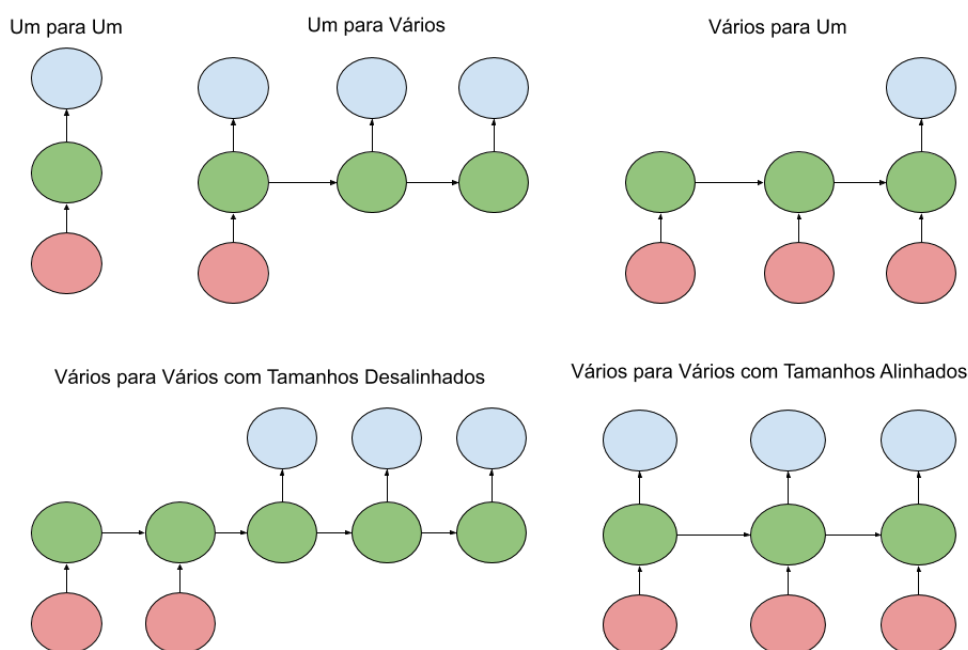 Um para Um
Um para Vários
Vários para Um
Vários para Vários com Tamanhos Desalinhados
Vários para Vários com Tamanhos Alinhados